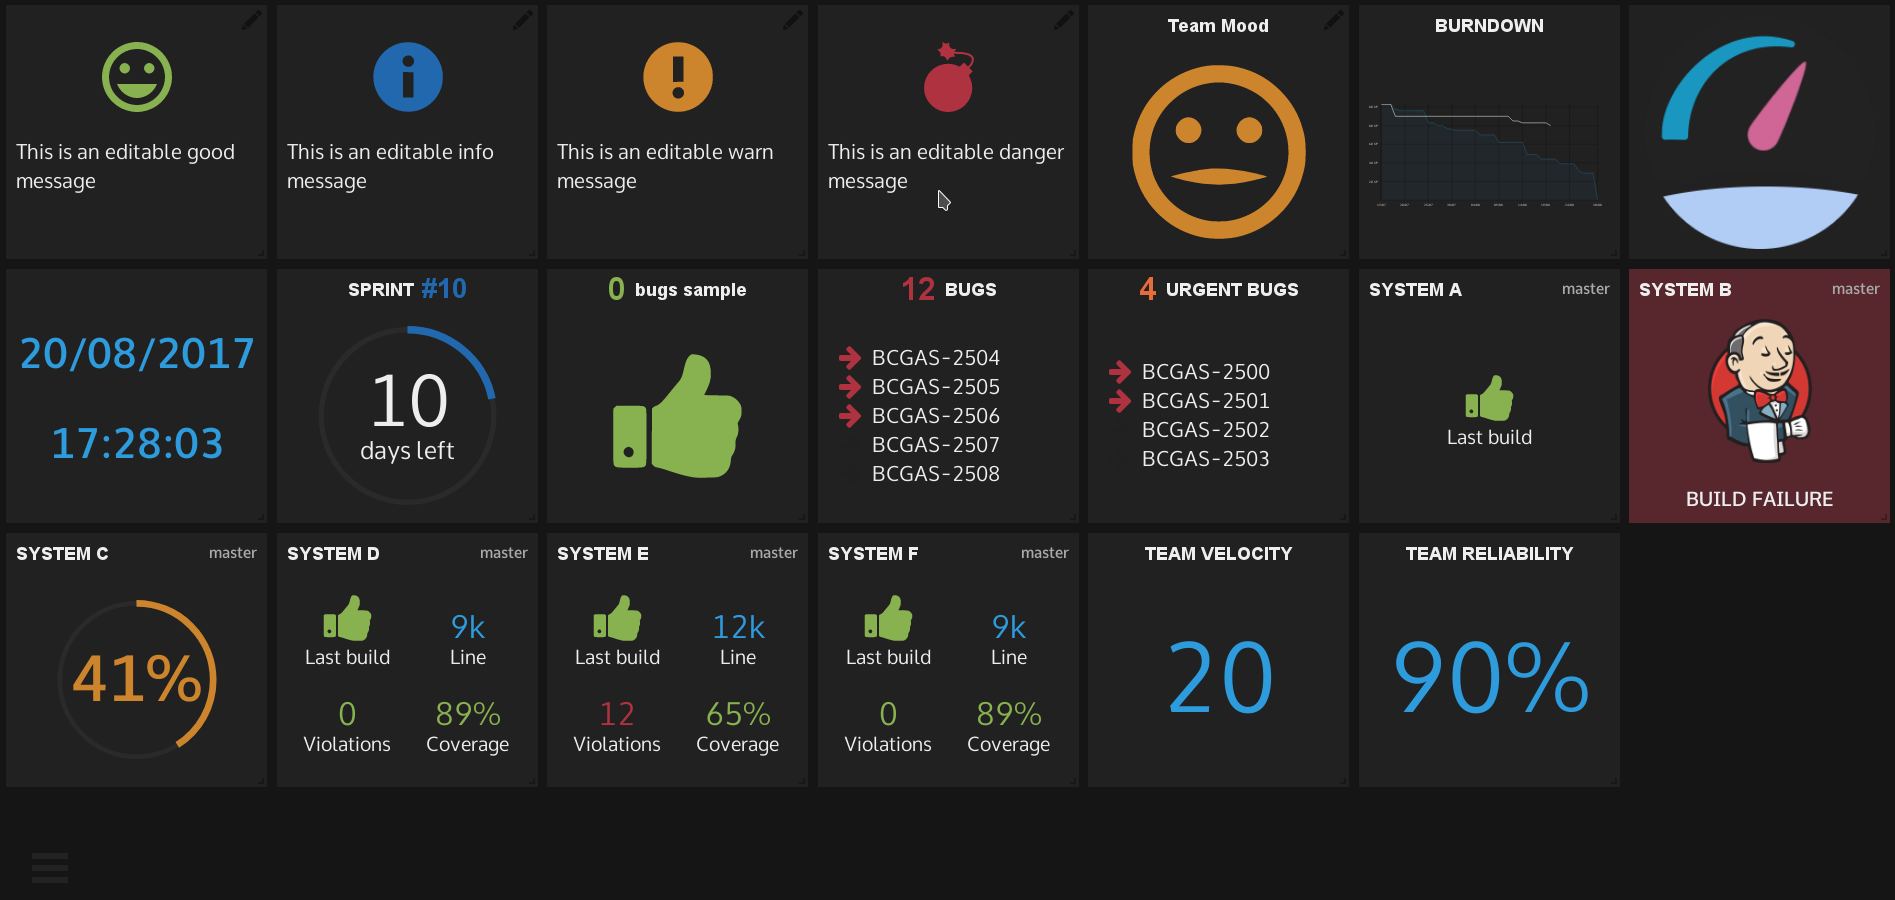 This is an editable good
message
This is an editable info
message
This is an editable warn
message
This is an editable danger
message
Team Mood
BURNDOWN
20/08/2017
17:28:03
SPRINT #10
10
days left
0 bugs sample
12 BUGS
BCGAS-2504
BCGAS-2505
BCGAS-2506
BCGAS-2507
BCGAS-2508
4 URGENT BUGS
BCGAS-2500
BCGAS-2501
BCGAS-2502
BCGAS-2503
SYSTEM A master
Last build
SYSTEM B master
BUILD FAILURE
SYSTEM C master
41%
SYSTEM D master
9k
Last build Line
0 89%
Violations Coverage
SYSTEM E master
12k
Last build Line
12 65%
Violations Coverage
SYSTEM F master
9k
Last build Line
0 89%
Violations Coverage
TEAM VELOCITY
20
TEAM RELIABILITY
90%